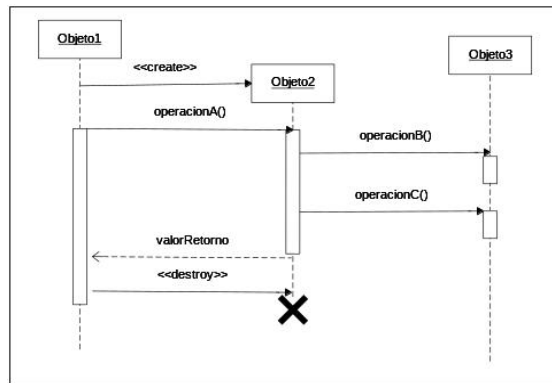 Objeto1
Objeto3
<<create>>
Objeto2
operacionA()
operacionB()
operacionC()
valorRetorno
<<destroy>>